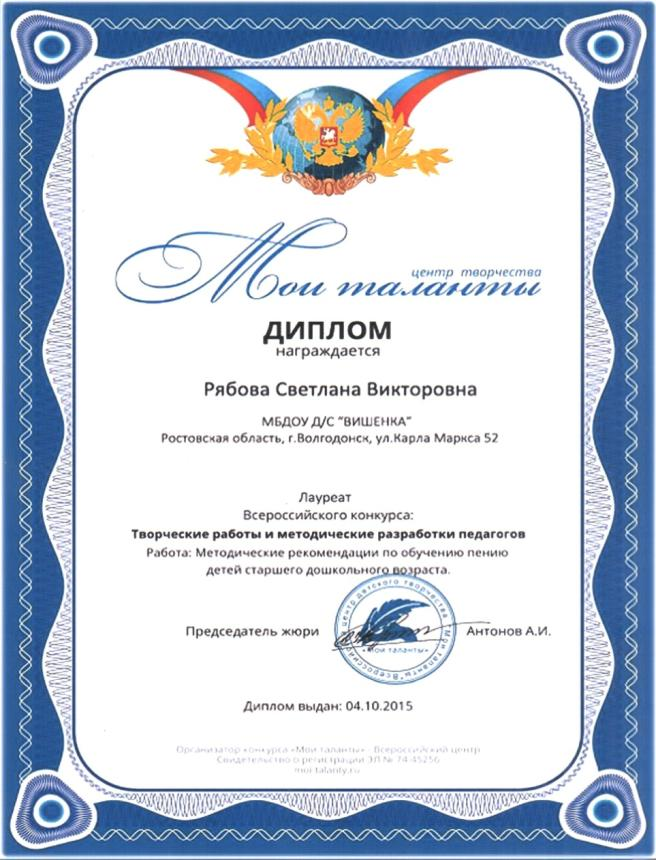 центр творчества
Мои таланты
ДИПЛОМ
награждается
Рябова Светлана Викторовна
МБДОУ Д/С "ВИШЕНКА"
Ростовская область, г.Волгодонск, ул.Карла Маркса 52
Лауреат
Всероссийского конкурса:
Творческие работы и методические разработки педагогов
Работа: Методические рекомендации по обучению пению
детей старшего дошкольного возраста.
Председатель жюри
Антонов А.И.
центр детского творчества "Мои таланты" Всероссийский
«Мои таланты»
Диплом выдан: 04.10.2015
Организатор конкурса «Мои таланты» - Всероссийский центр
Свидетельство о регистрации ЭЛ № 74-45256
moi-talanty.ru